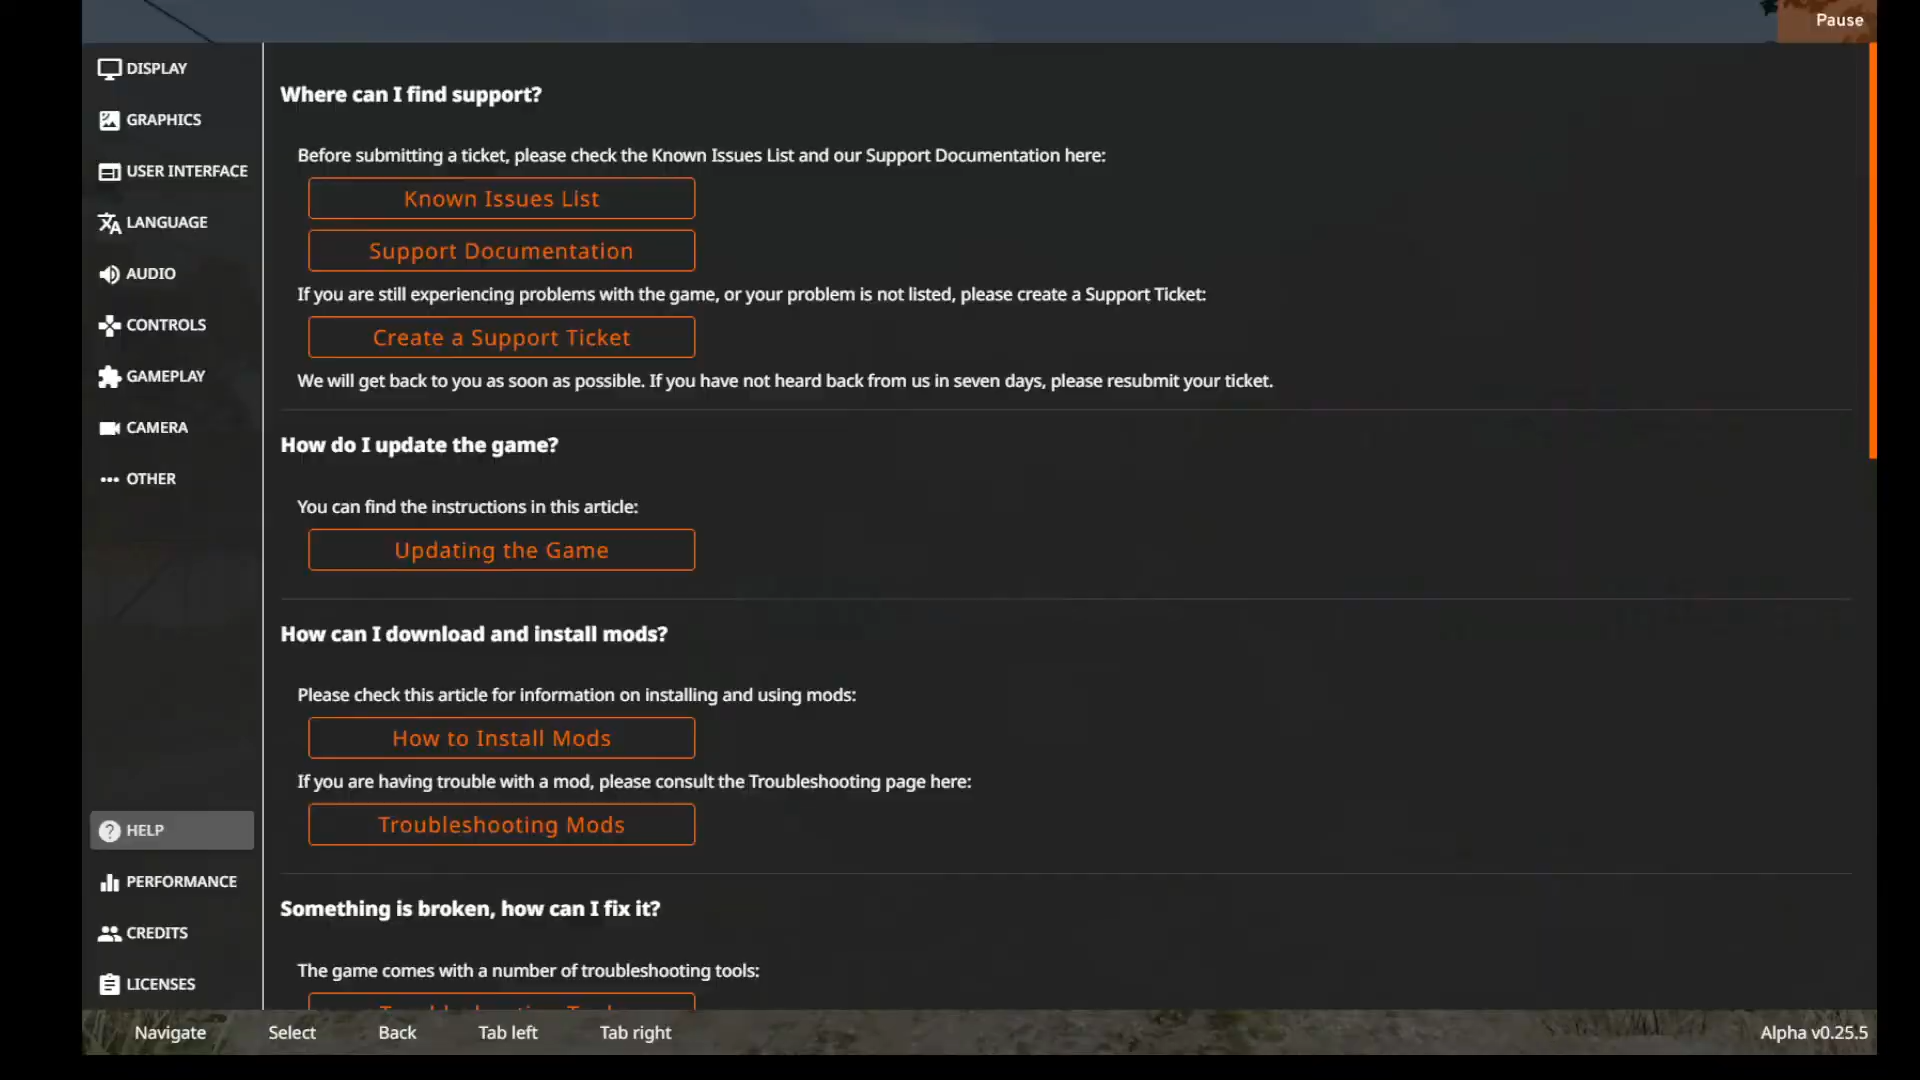 Pause
DISPLAY
GRAPHICS
USER INTERFACE
LANGUAGE
AUDIO
CONTROLS
GAMEPLAY
CAMERA
OTHER
HELP
PERFORMANCE
CREDITS
LICENSES
Where can I find support?
Before submitting a ticket, please check the Known Issues List and our Support Documentation here:
Known Issues List
Support Documentation
If you are still experiencing problems with the game, or your problem is not listed, please create a Support Ticket:
Create a Support Ticket
We will get back to you as soon as possible. If you have not heard back from us in seven days, please resubmit your ticket.
How do I update the game?
You can find the instructions in this article:
Updating the Game
How can I download and install mods?
Please check this article for information on installing and using mods:
How to Install Mods
If you are having trouble with a mod, please consult the Troubleshooting page here:
Troubleshooting Mods
Something is broken, how can I fix it?
The game comes with a number of troubleshooting tools:
Navigate Select Back Tab left Tab right
Alpha v0.25.5